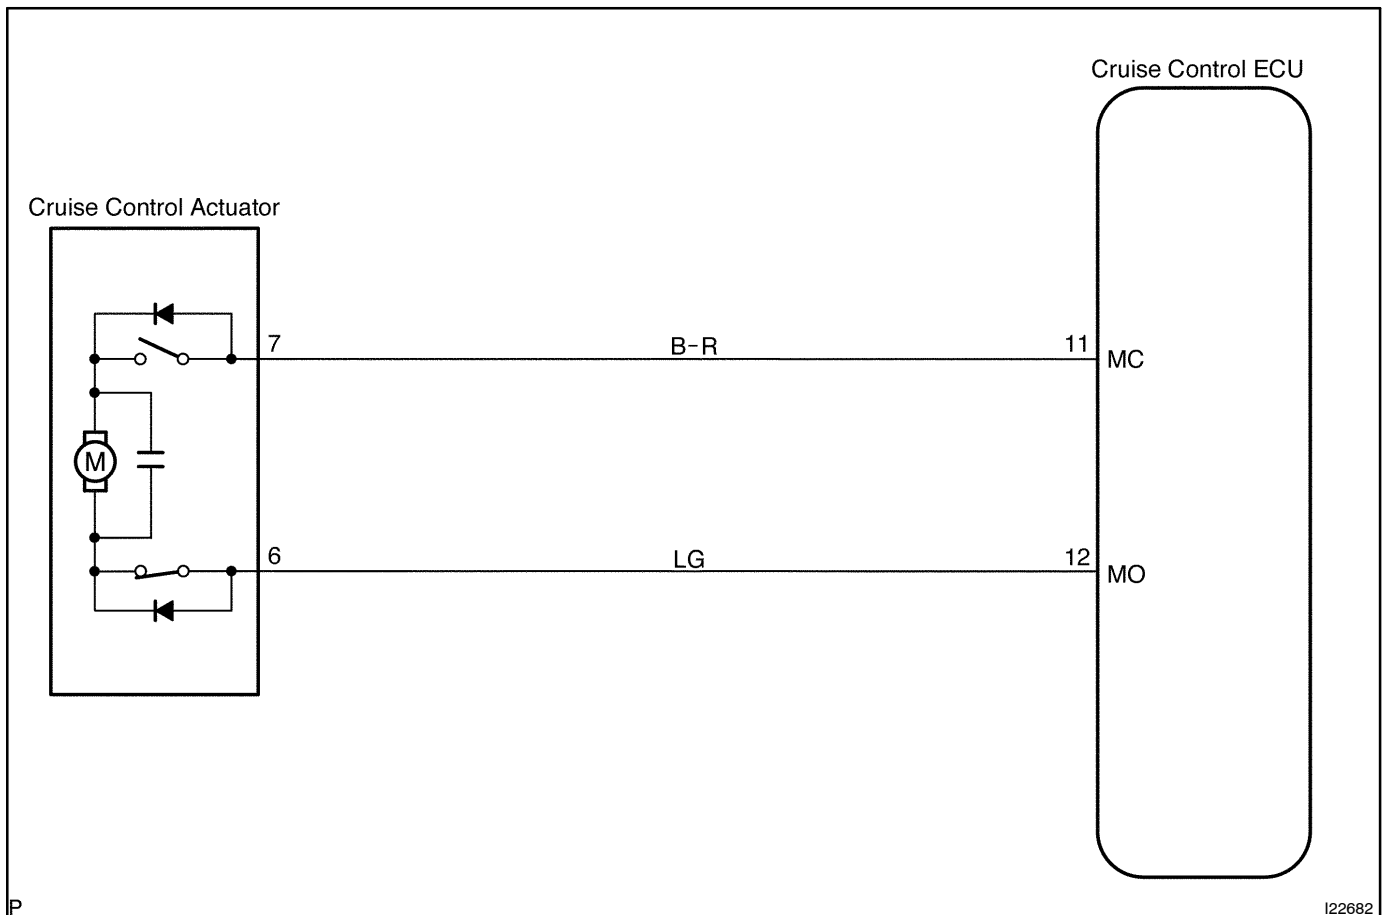 Cruise Control ECU
Cruise Control Actuator
7 B-R 11 MC
M
6 LG 12 MO
P I22682